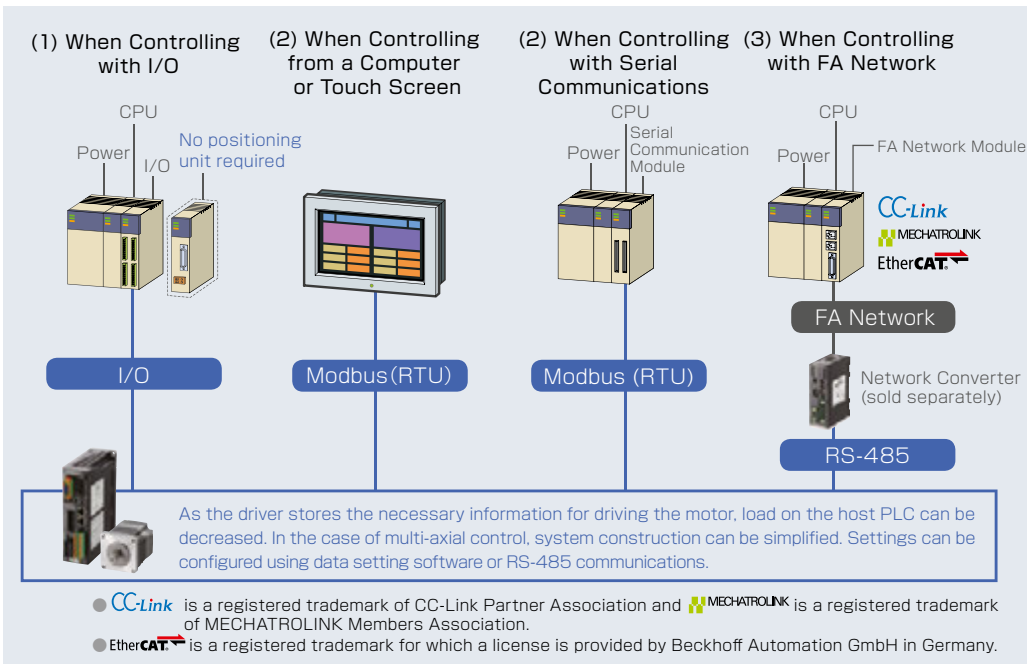 (1) When Controlling
with I/O
(2) When Controlling
from a Computer
or Touch Screen
(2) When Controlling
with Serial
Communications
(3) When Controlling
with FA Network
CPU
Power
I/O
No positioning
unit required
CPU
Power
Serial
Communication
Module
CPU
Power
FA Network Module
CC-Link
MECHATROLINK
EtherCAT®
FA Network
I/O
Modbus(RTU)
Modbus (RTU)
Network Converter
(sold separately)
RS-485
As the driver stores the necessary information for driving the motor, load on the host PLC can be
decreased. In the case of multi-axial control, system construction can be simplified. Settings can be
configured using data setting software or RS-485 communications.
● CC-Link is a registered trademark of CC-Link Partner Association and MECHATROLINK is a registered trademark
of MECHATROLINK Members Association.
● EtherCAT® is a registered trademark for which a license is provided by Beckhoff Automation GmbH in Germany.